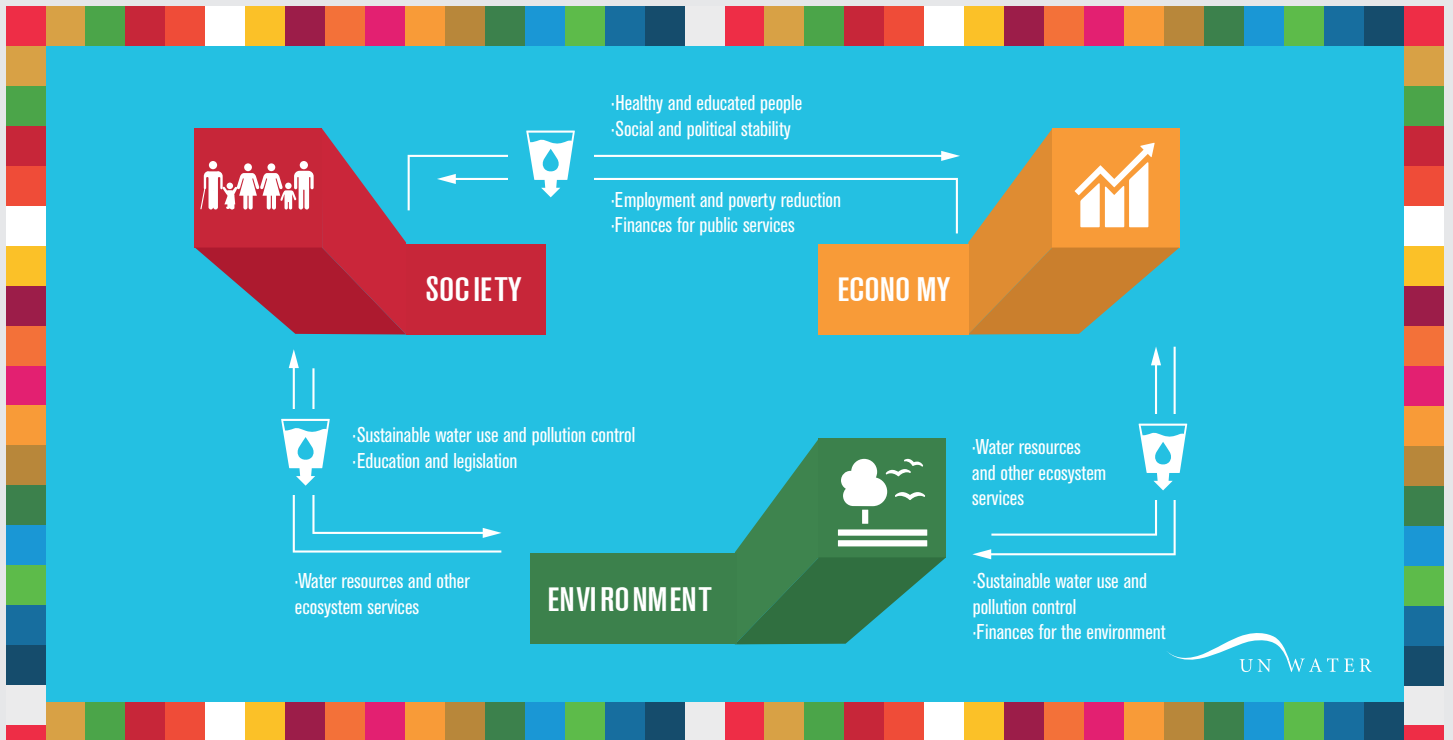 ·Healthy and educated people
·Social and political stability
·Employment and poverty reduction
·Finances for public services
SOCIETY
ECONOMY
·Sustainable water use and pollution control
·Education and legislation
·Water resources
and other ecosystem
services
·Water resources and other
ecosystem services
ENVIRONMENT
·Sustainable water use and
pollution control
·Finances for the environment
UN WATER